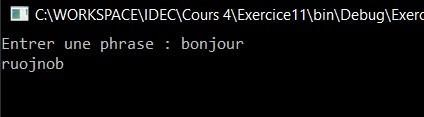 C:\WORKSPACE\IDEC\Cours 4\Exercice11\bin\Debug\Exerc
Entrer une phrase : bonjour
ruojnob